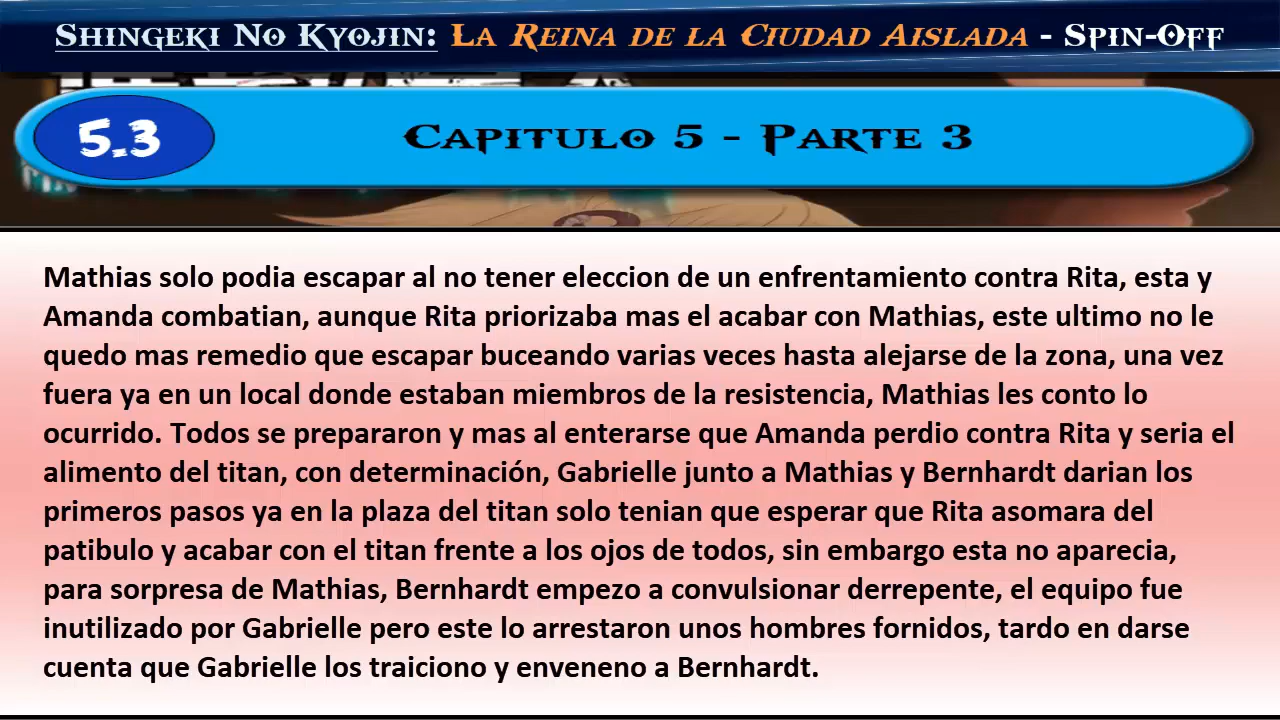 Shingeki No Kyojin: La Reina de la Ciudad Aislada - Spin-Off
5.3
Capitulo 5 - Parte 3
Mathias solo podia escapar al no tener eleccion de un enfrentamiento contra Rita, esta y
Amanda combatian, aunque Rita priorizaba mas el acabar con Mathias, este ultimo no le
quedo mas remedio que escapar buceando varias veces hasta alejarse de la zona, una vez
fuera ya en un local donde estaban miembros de la resistencia, Mathias les conto lo
ocurrido. Todos se prepararon y mas al enterarse que Amanda perdio contra Rita y seria el
alimento del titan, con determinación, Gabrielle junto a Mathias y Bernhardt darian los
primeros pasos ya en la plaza del titan solo tenian que esperar que Rita asomara del
patibulo y acabar con el titan frente a los ojos de todos, sin embargo esta no aparecia,
para sorpresa de Mathias, Bernhardt empezo a convulsionar derrepente, el equipo fue
inutilizado por Gabrielle pero este lo arrestaron unos hombres fornidos, tardo en darse
cuenta que Gabrielle los traiciono y enveneno a Bernhardt.